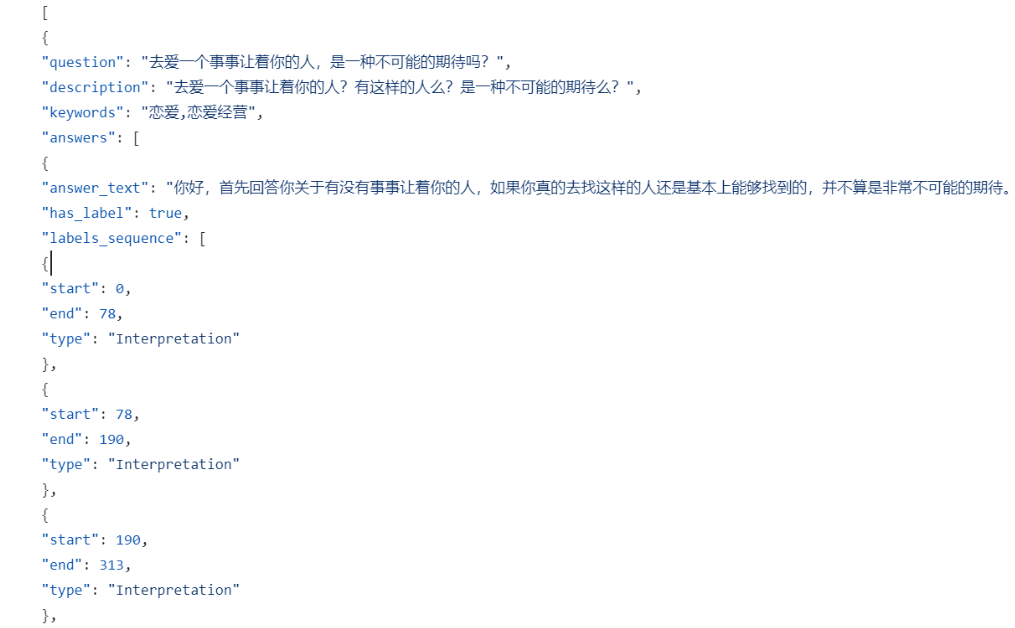 [
{
"question": "去爱一个事事让着你的人，是一种不可能的期待吗？",
"description": "去爱一个事事让着你的人？有这样的人么？是一种不可能的期待么？",
"keywords": "恋爱,恋爱经营",
"answers": [
{
"answer_text": "你好，首先回答你关于有没有事事让着你的人，如果你真的去找这样的人还是基本上能够找到的，并不算是非常不可能的期待。
"has_label": true,
"labels_sequence": [
{
"start": 0,
"end": 78,
"type": "Interpretation"
},
{
"start": 78,
"end": 190,
"type": "Interpretation"
},
{
"start": 190,
"end": 313,
"type": "Interpretation"
},